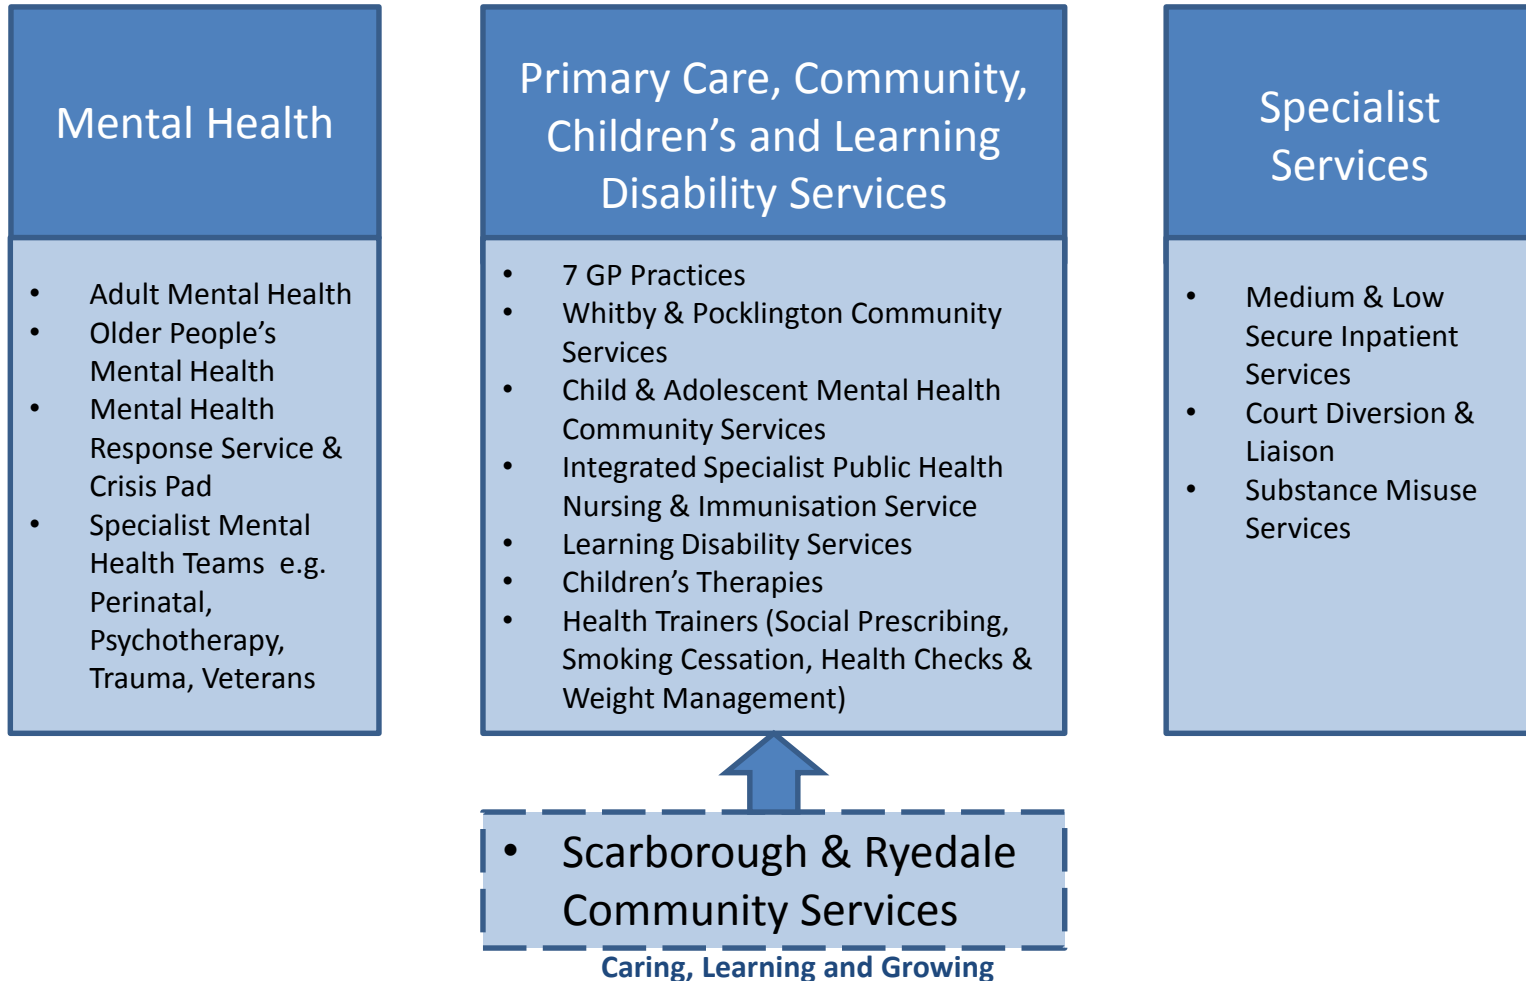 Mental Health
• Adult Mental Health
• Older People’s
Mental Health
• Mental Health
Response Service &
Crisis Pad
• Specialist Mental
Health Teams e.g.
Perinatal,
Psychotherapy,
Trauma, Veterans
Primary Care, Community,
Children’s and Learning
Disability Services
• 7 GP Practices
• Whitby & Pocklington Community
Services
• Child & Adolescent Mental Health
Community Services
• Integrated Specialist Public Health
Nursing & Immunisation Service
• Learning Disability Services
• Children’s Therapies
• Health Trainers (Social Prescribing,
Smoking Cessation, Health Checks &
Weight Management)
Specialist
Services
• Medium & Low
Secure Inpatient
Services
• Court Diversion &
Liaison
• Substance Misuse
Services
• Scarborough & Ryedale
Community Services
Caring, Learning and Growing